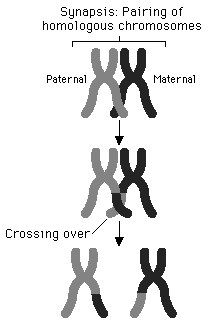 Synapsis: Pairing of
homologous chromosomes
Paternal
Maternal
Crossing over